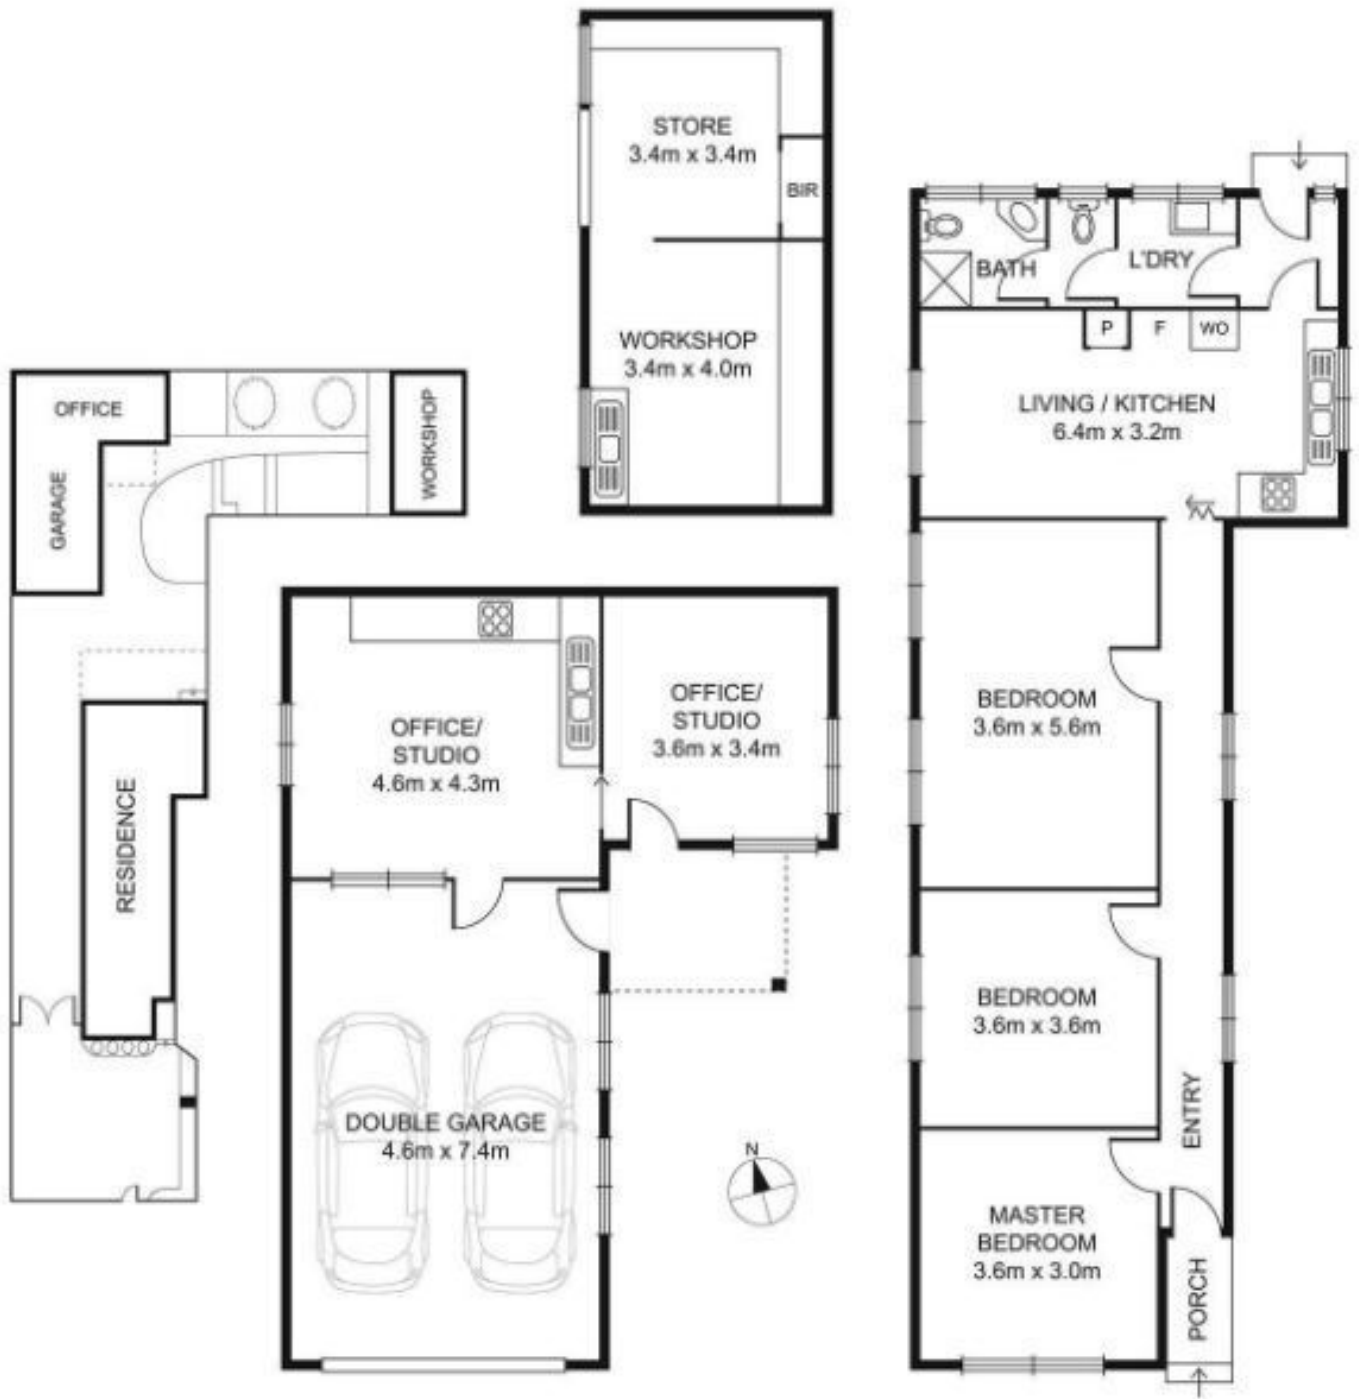 STORE
3.4m x 3.4m
BIR
WORKSHOP
3.4m x 4.0m
BATH
L'DRY
P
F
WO
LIVING / KITCHEN
6.4m x 3.2m
OFFICE
GARAGE
WORKSHOP
RESIDENCE
OFFICE/
STUDIO
4.6m x 4.3m
OFFICE/
STUDIO
3.6m x 3.4m
DOUBLE GARAGE
4.6m x 7.4m
N
BEDROOM
3.6m x 5.6m
BEDROOM
3.6m x 3.6m
ENTRY
MASTER
BEDROOM
3.6m x 3.0m
PORCH